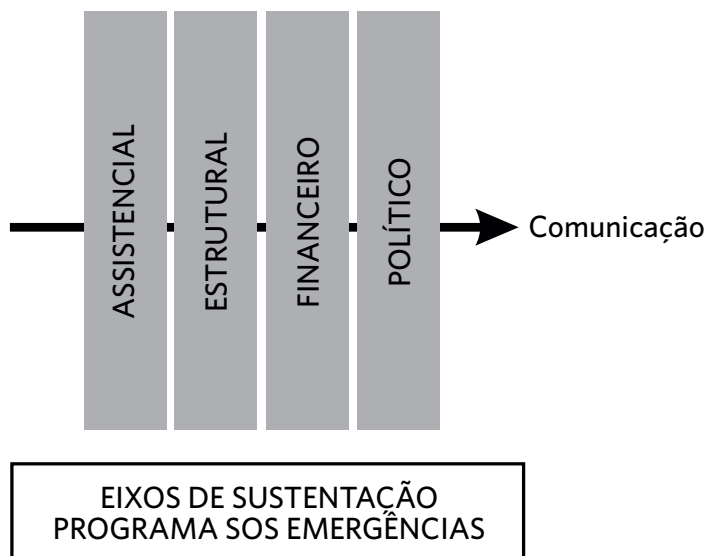 ASSISTENCIAL
ESTRUTURAL
FINANCEIRO
POLÍTICO
Comunicação
EIXOS DE SUSTENTAÇÃO
PROGRAMA SOS EMERGÊNCIAS